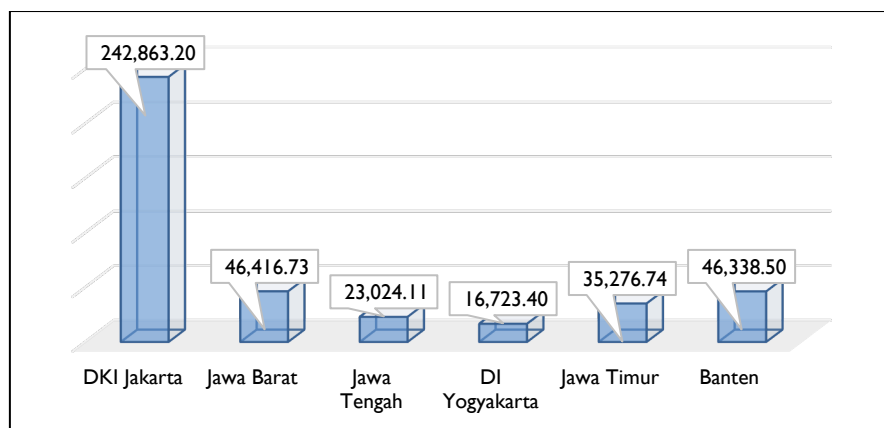 242,863.20
46,416.73
23,024.11
16,723.40
35,276.74
46,338.50
DKI Jakarta
Jawa Barat
Jawa
Tengah
DI
Yogyakarta
Jawa Timur
Banten